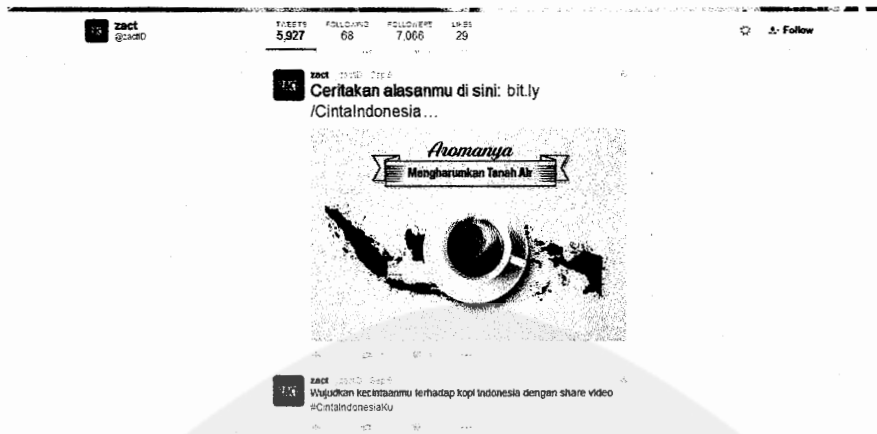 zact
@zactID
TWEETS FOLLOWING FOLLOWERS LIKES
5,927 68 7,066 29
Follow
zact
Ceritakan alasanmu di sini: bit.ly
/CintaIndonesia…
Aromanya
Mengharumkan Tanah Air
zact
Wujudkan kecintaanmu terhadap kopi Indonesia dengan share video
#CintaIndonesiaKu